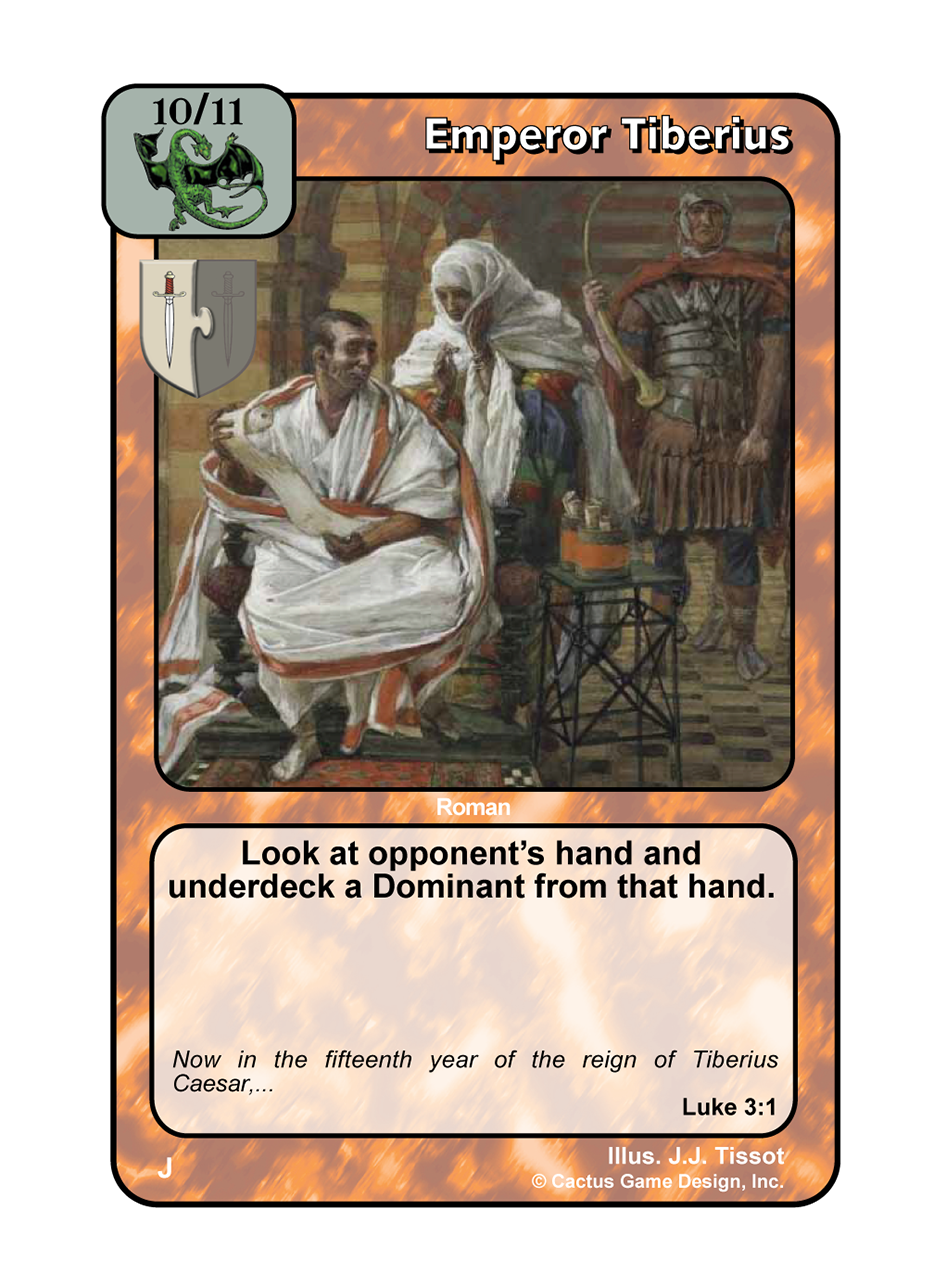 10/11
Emperor Tiberius
Roman
Look at opponent’s hand and
underdeck a Dominant from that hand.
Now in the fifteenth year of the reign of Tiberius
Caesar,...
Luke 3:1
J
Illus. J.J. Tissot
© Cactus Game Design, Inc.